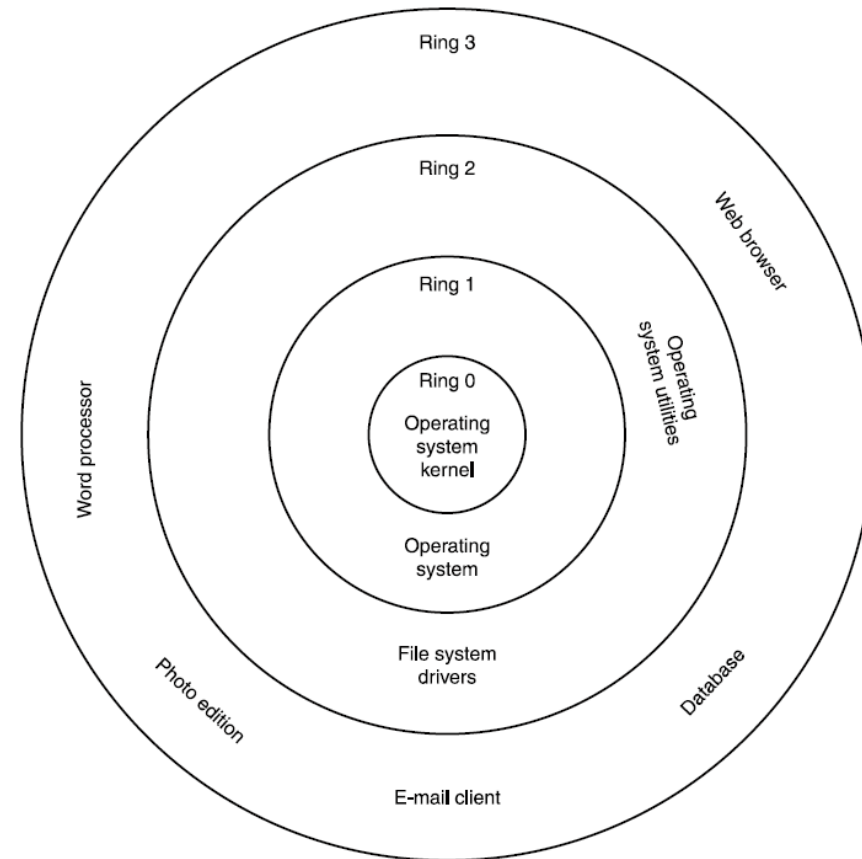 Ring 3
Ring 2
Web browser
Ring 1
Operating
system utilities
Ring 0
Operating
system
kernel
Word processor
Operating
system
File system
drivers
Photo edition
Database
E-mail client